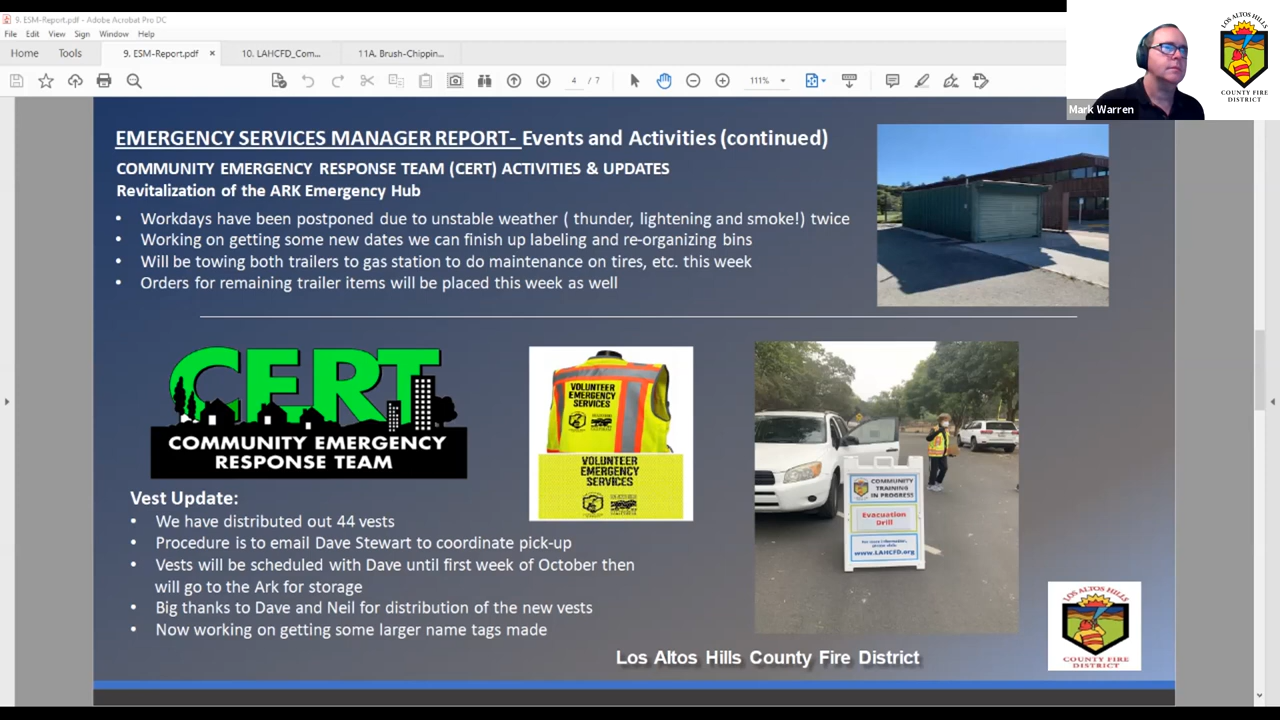 9. ESM-Report.pdf - Adobe Acrobat Pro DC
File Edit View Sign Window Help
Home Tools 9. ESM-Report.pdf × 10. LAHCFD_Com... 11A. Brush-Chippin...
4 / 7 111%
Mark Warren
LOS ALTOS HILLS
COUNTY FIRE
DISTRICT
EMERGENCY SERVICES MANAGER REPORT- Events and Activities (continued)
COMMUNITY EMERGENCY RESPONSE TEAM (CERT) ACTIVITIES & UPDATES
Revitalization of the ARK Emergency Hub
• Workdays have been postponed due to unstable weather ( thunder, lightening and smoke!) twice
• Working on getting some new dates we can finish up labeling and re-organizing bins
• Will be towing both trailers to gas station to do maintenance on tires, etc. this week
• Orders for remaining trailer items will be placed this week as well
CERT
COMMUNITY EMERGENCY
RESPONSE TEAM
VOLUNTEER
EMERGENCY
SERVICES
VOLUNTEER
EMERGENCY
SERVICES
COMMUNITY
TRAINING
IN PROGRESS
Evacuation
Drill
For more information,
please visit:
www.LAHCFD.org
Vest Update:
• We have distributed out 44 vests
• Procedure is to email Dave Stewart to coordinate pick-up
• Vests will be scheduled with Dave until first week of October then
will go to the Ark for storage
• Big thanks to Dave and Neil for distribution of the new vests
• Now working on getting some larger name tags made
Los Altos Hills County Fire District
LOS ALTOS HILLS
COUNTY FIRE
DISTRICT